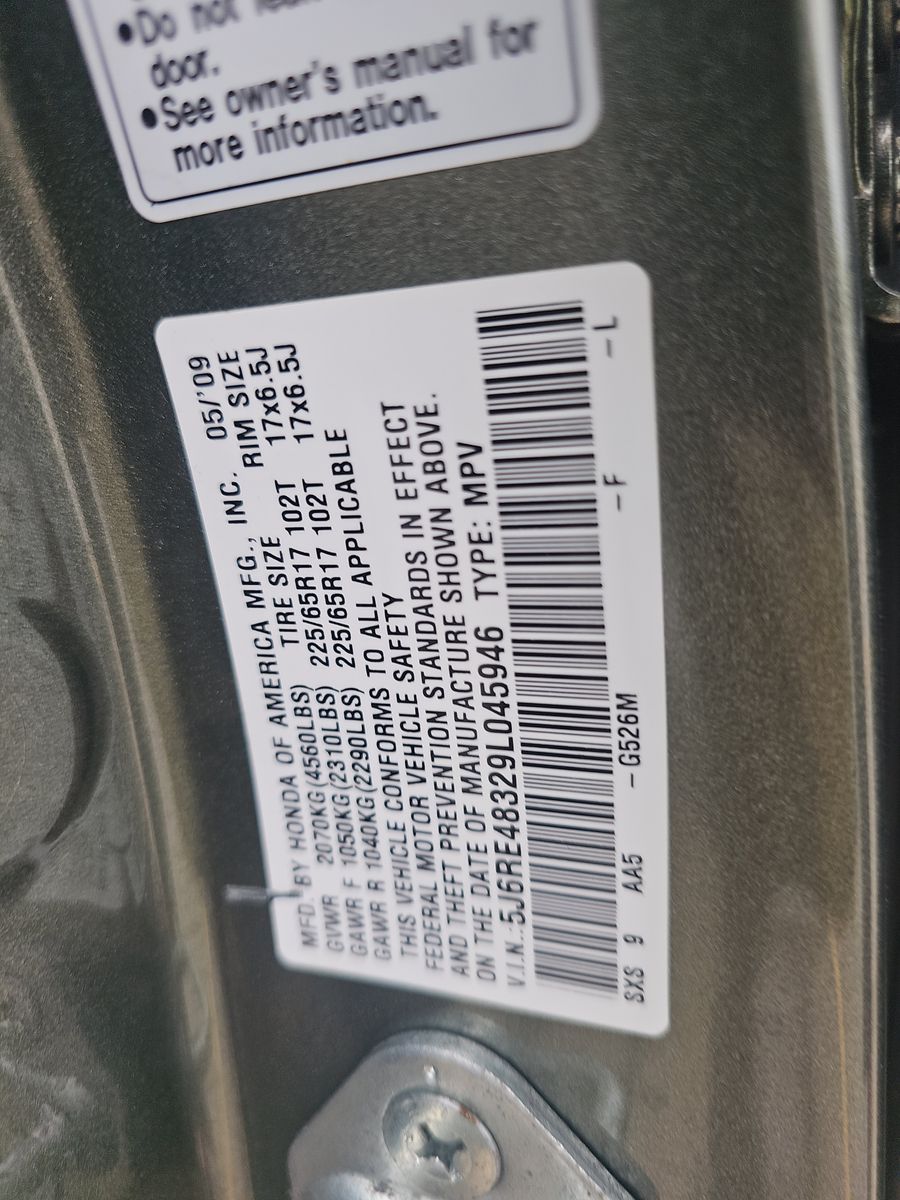 •Do not
door.
•See owner's manual for
more information.
MFD. BY HONDA OF AMERICA MFG., INC. 05/'09
GVWR 2070KG(4560LBS) TIRE SIZE RIM SIZE
GAWR F 1050KG(2310LBS) 225/65R17 102T 17x6.5J
GAWR R 1040KG(2290LBS) 225/65R17 102T 17x6.5J
THIS VEHICLE CONFORMS TO ALL APPLICABLE
FEDERAL MOTOR VEHICLE SAFETY
AND THEFT PREVENTION STANDARDS IN EFFECT
ON THE DATE OF MANUFACTURE SHOWN ABOVE.
V.I.N.:5J6RE48329L045946 TYPE: MPV
SXS 9 AA5 -G526M -F -L